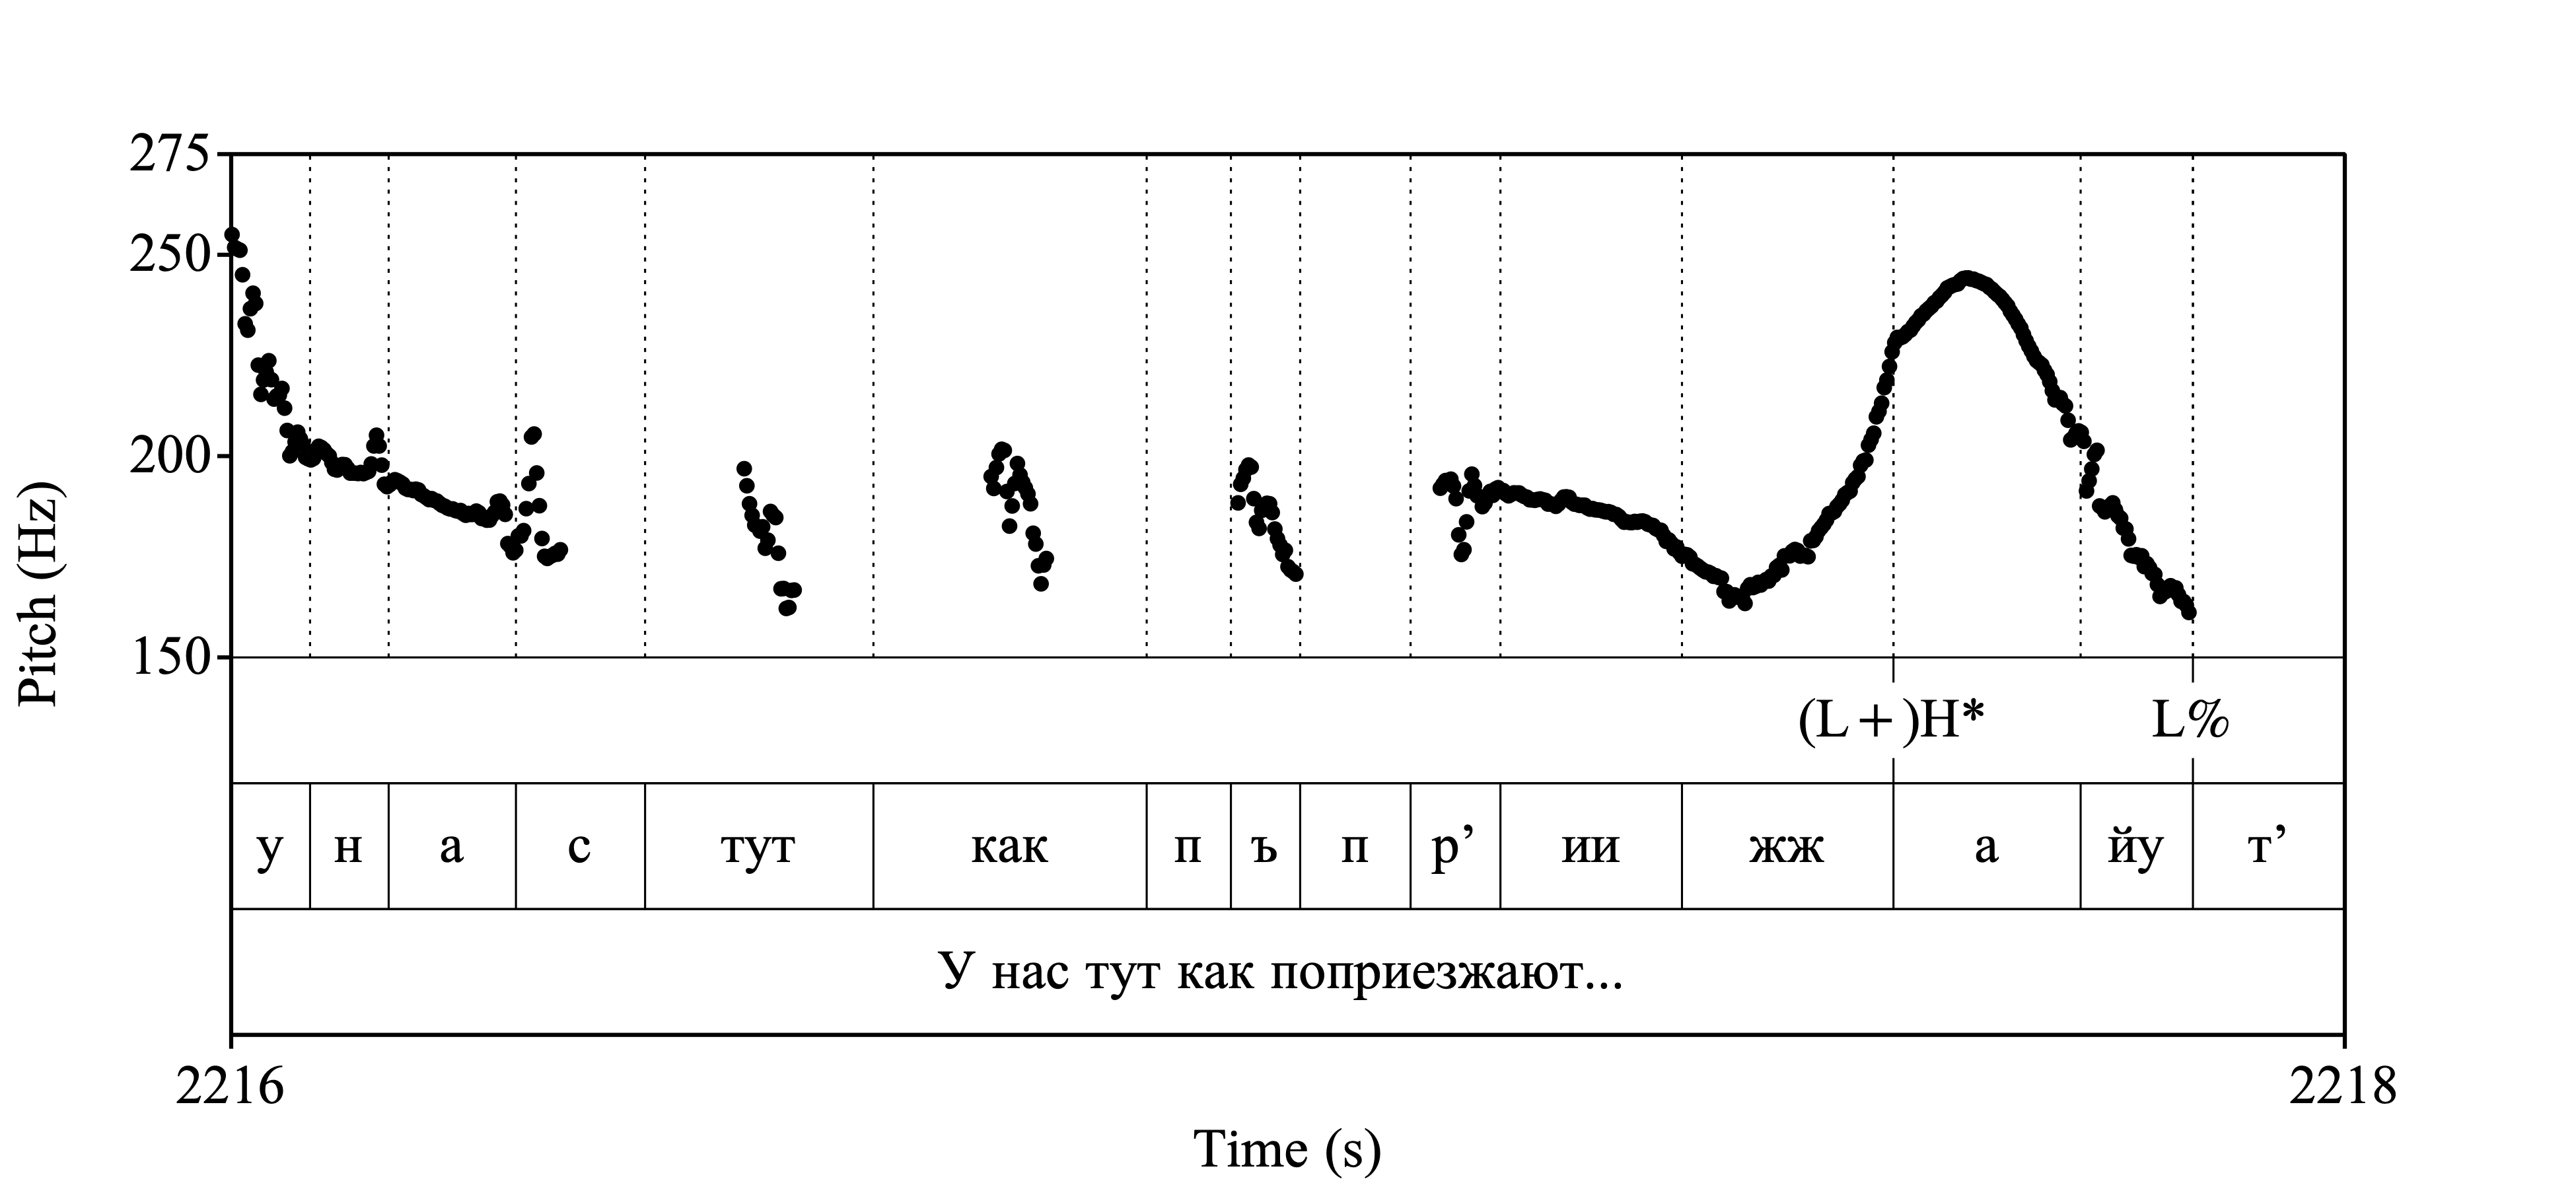 275
250
200
150
Pitch (Hz)
(L+)H* L%
у н а с тут как п ъ п р’ ии жж а йу т’
У нас тут как поприезжают...
2216 2218
Time (s)